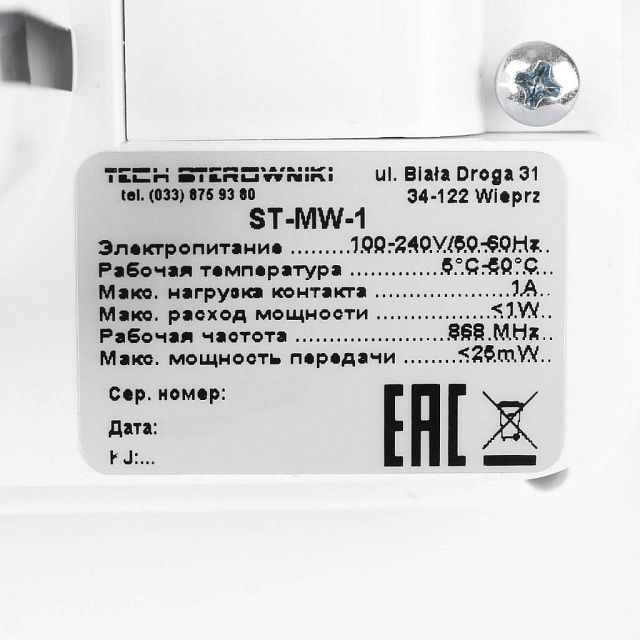 TECH STEROWNIKI
ul. Biała Droga 31
tel. (033) 875 93 80
34-122 Wieprz
ST-MW-1
Электропитание ........ 100-240V/50-60Hz
Рабочая температура ........ 5°C-50°C
Макс. нагрузка контакта ........ 1A
Макс. расход мощности ........ <1W
Рабочая частота ........ 868 MHz
Макс. мощность передачи ........ <25mW
Сер. номер:
Дата:
KJ:...
EAC